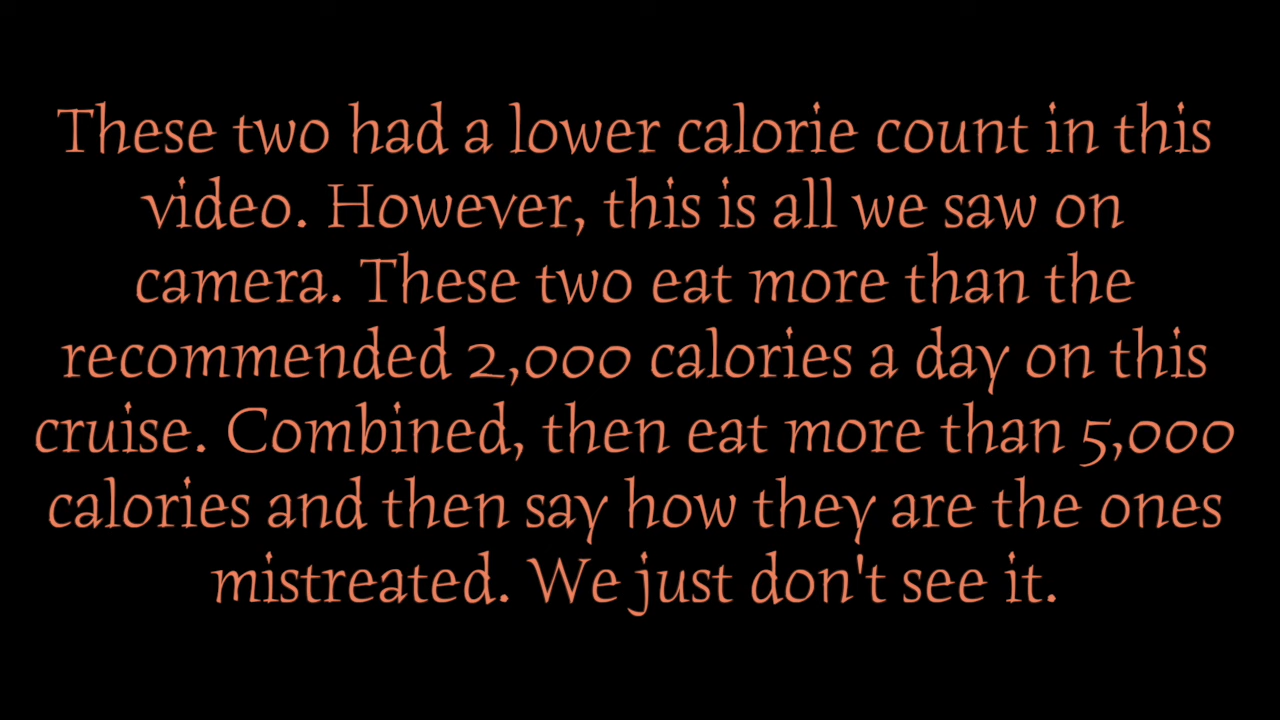 These two had a lower calorie count in this
video. However, this is all we saw on
camera. These two eat more than the
recommended 2,000 calories a day on this
cruise. Combined, then eat more than 5,000
calories and then say how they are the ones
mistreated. We just don't see it.